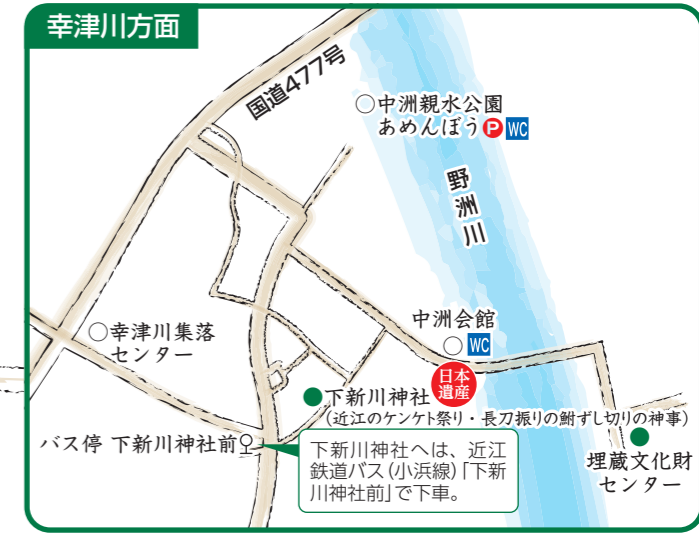 幸津川方面
国道477号
○中洲親水公園
あめんぼう P WC
野洲川
中洲会館
○ WC
○幸津川集落
センター
日本
遺産
●下新川神社
(近江のケンケト祭り・長刀振りの鮒ずし切りの神事)
バス停 下新川神社前
下新川神社へは、近江
鉄道バス(小浜線)「下新
川神社前」で下車。
埋蔵文化財
センター